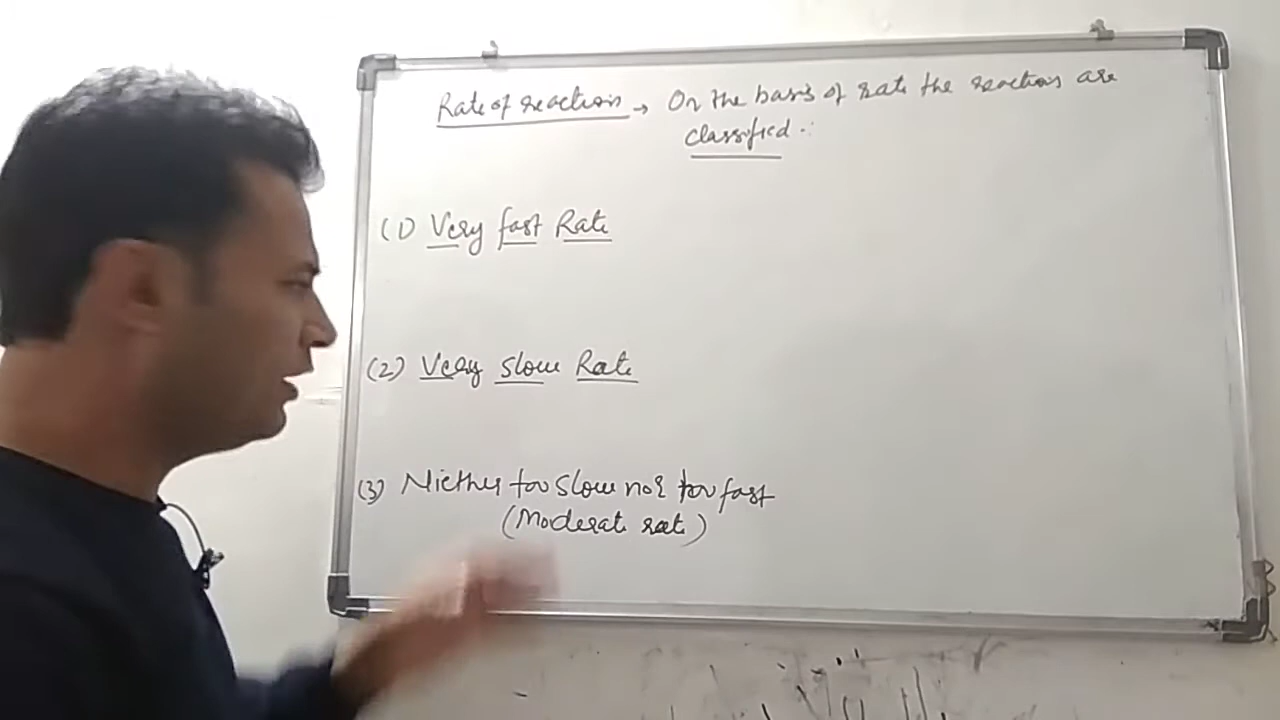 Rate of reaction → On the basis of rate the reactions are
classified :
(1) Very fast Rate
(2) Very slow Rate
(3) Niether too slow nor too fast
(Moderate rate)